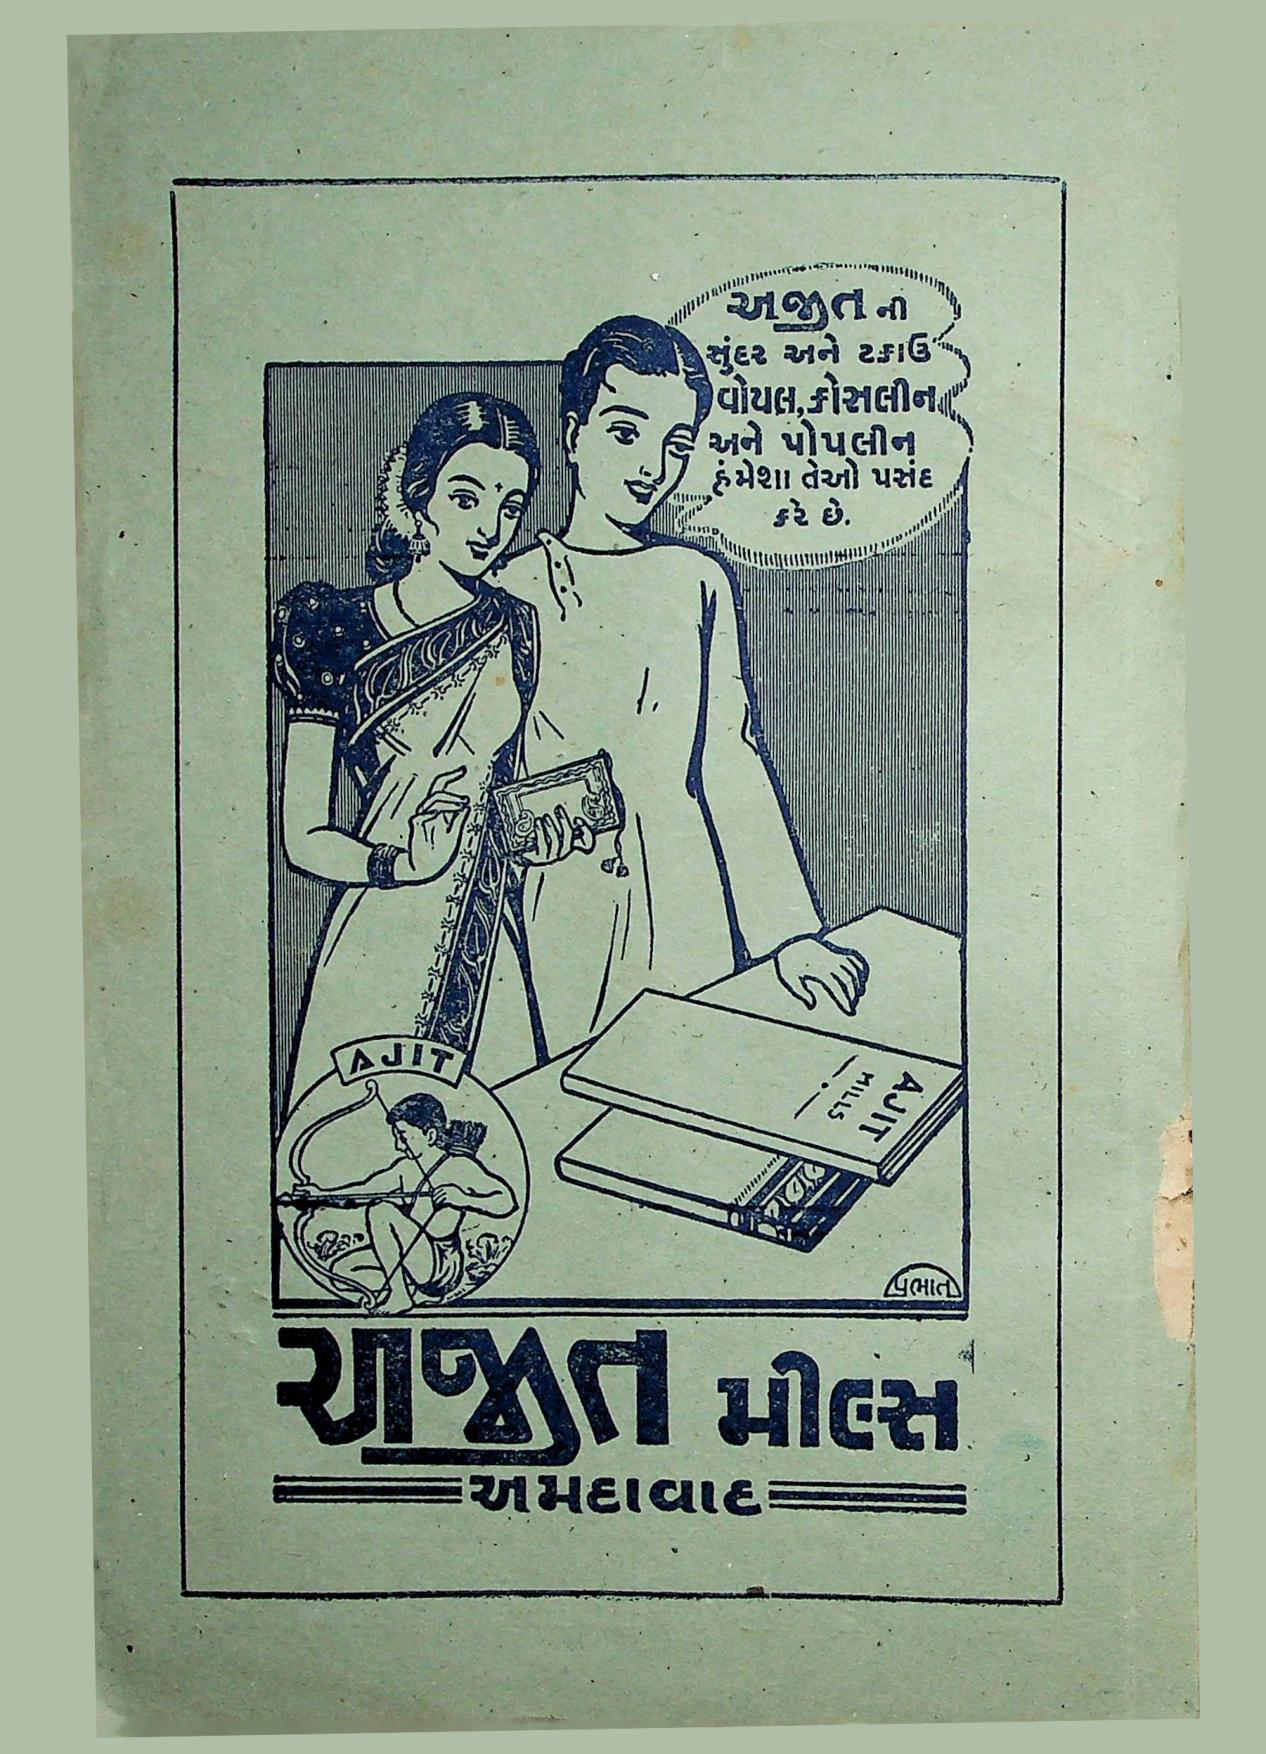 અજીત ની
સુંદર અને ટકાઉ
વોયલ, કોસલીન
અને પોપલીન
હંમેશા તેઓ પસંદ
કરે છે.
AJIT
MILLS
AJIT
પ્રભાત
અજીત મીલ્સ
અમદાવાદ